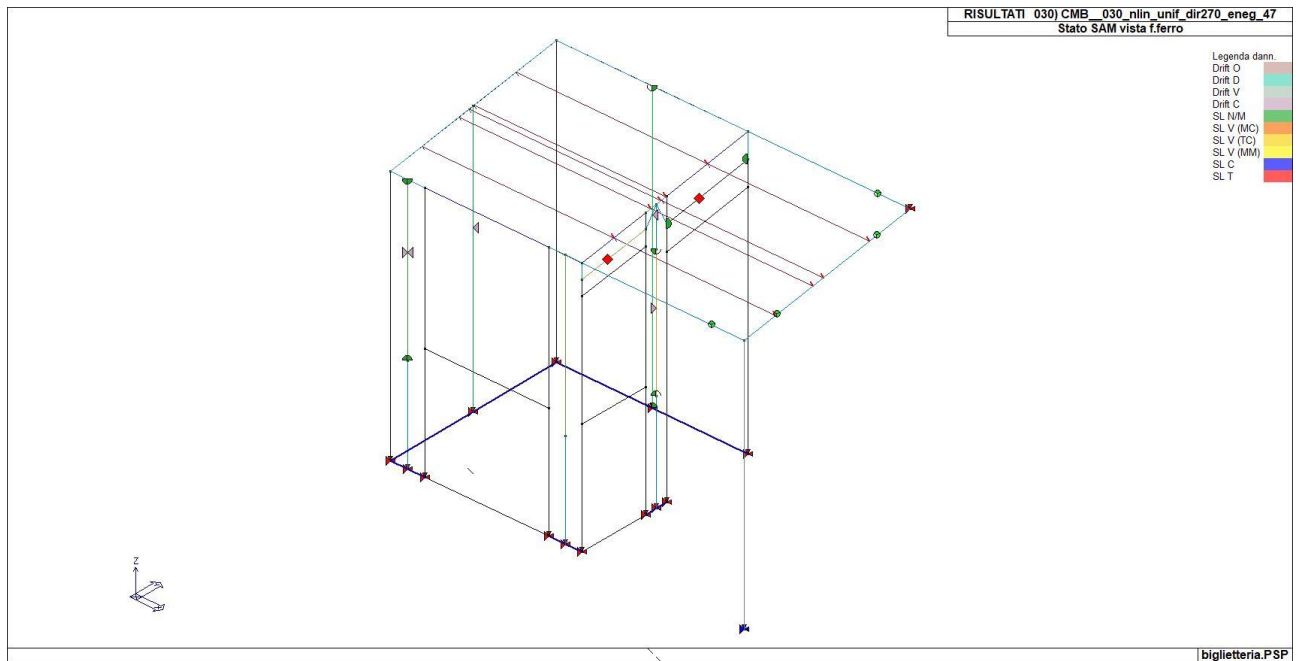 RISULTATI 030) CMB__030_nlin_unif_dir270_eneg_47
Stato SAM vista f.ferro
Legenda dann.
Drift O
Drift D
Drift V
Drift C
SL N/M
SL V (MC)
SL V (TC)
SL V (MM)
SL C
SL T
Z
biglietteria.PSP